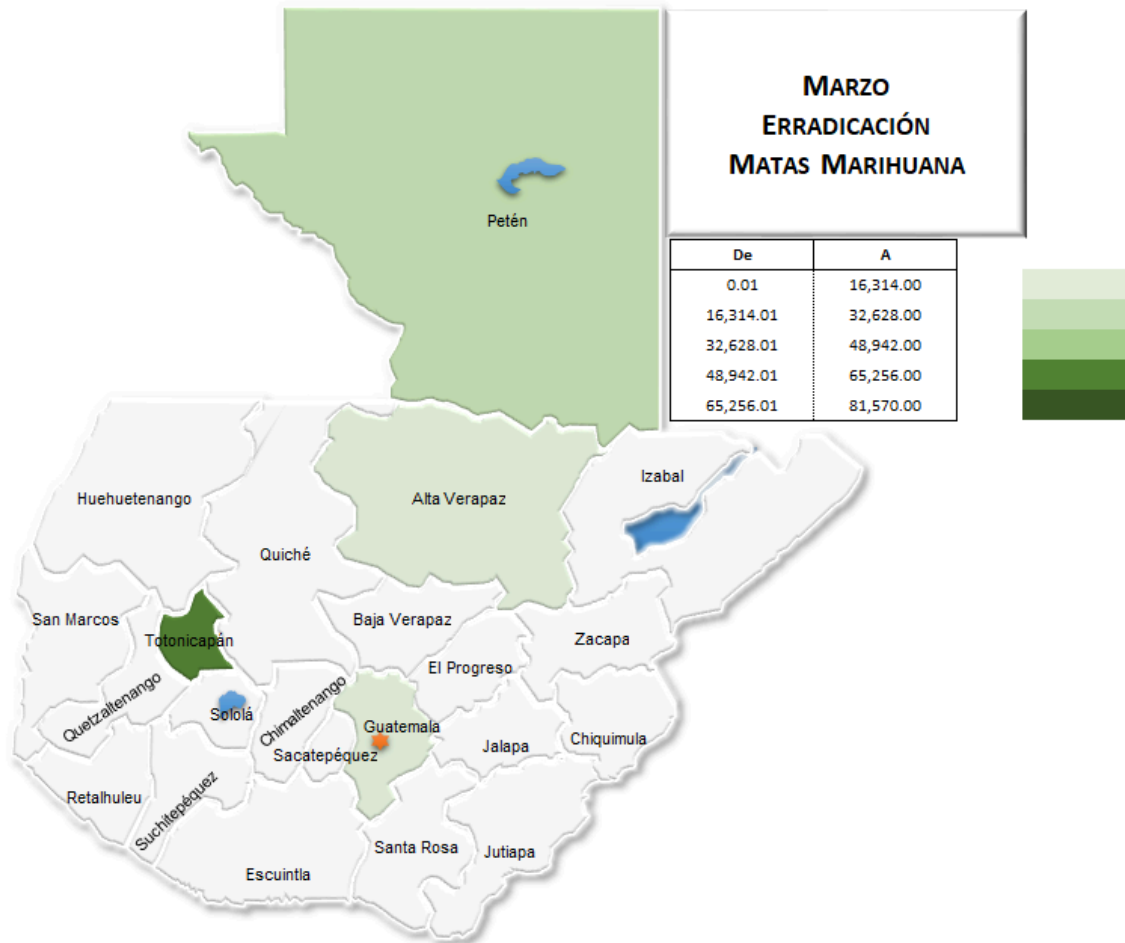 MARZO
ERRADICACIÓN
MATAS MARIHUANA
Petén
De A
0.01 16,314.00
16,314.01 32,628.00
32,628.01 48,942.00
48,942.01 65,256.00
65,256.01 81,570.00
Izabal
Huehuetenango
Alta Verapaz
Quiché
San Marcos
Baja Verapaz
Totonicapán
Zacapa
El Progreso
Quetzaltenango
Chimaltenango
Sololá
Guatemala
Sacatepéquez
Jalapa
Chiquimula
Retalhuleu
Suchitepéquez
Santa Rosa
Jutiapa
Escuintla